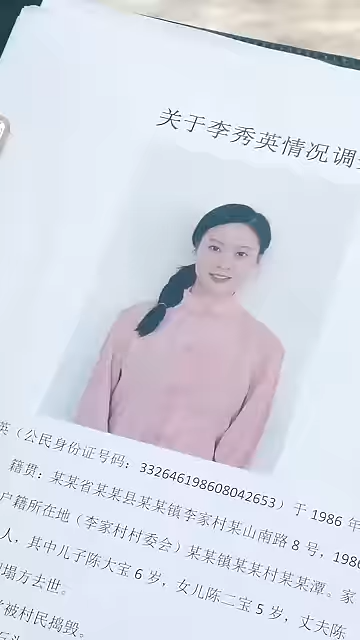 关于李秀英情况调
英（公民身份证号码：332646198608042653）于 1986 年
籍贯：某某省某某县某某镇李家村某山南路 8 号，1986
户籍所在地（李家村村委会）某某镇某某村某某潭。家
人，其中儿子陈大宝 6 岁，女儿陈二宝 5 岁，丈夫陈
塌方去世。
被村民捣毁。